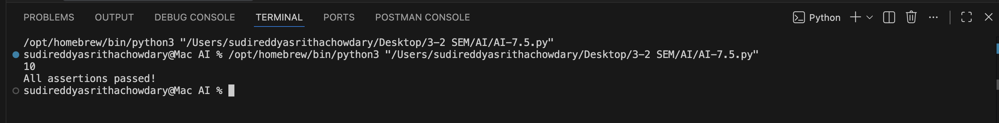 PROBLEMS OUTPUT DEBUG CONSOLE TERMINAL PORTS POSTMAN CONSOLE Python
/opt/homebrew/bin/python3 "/Users/sudireddyasrithachowdary/Desktop/3-2 SEM/AI/AI-7.5.py"
sudireddyasrithachowdary@Mac AI % /opt/homebrew/bin/python3 "/Users/sudireddyasrithachowdary/Desktop/3-2 SEM/AI/AI-7.5.py"
10
All assertions passed!
sudireddyasrithachowdary@Mac AI %